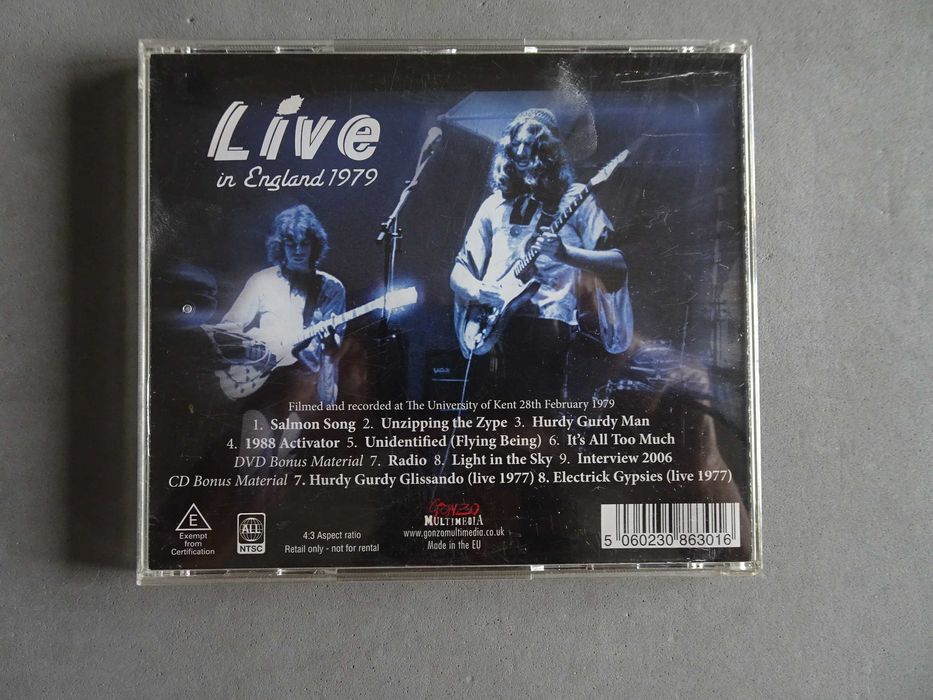 Live
in England 1979
Filmed and recorded at The University of Kent 28th February 1979
1. Salmon Song 2. Unzipping the Zype 3. Hurdy Gurdy Man
4. 1988 Activator 5. Unidentified (Flying Being) 6. It's All Too Much
DVD Bonus Material 7. Radio 8. Light in the Sky 9. Interview 2006
CD Bonus Material 7. Hurdy Gurdy Glissando (live 1977) 8. Electrick Gypsies (live 1977)
E
Exempt
from
Certification
ALL
NTSC
4:3 Aspect ratio
Retail only - not for rental
GONZO
MULTIMEDIA
www.gonzomultimedia.co.uk
Made in the EU
5 060230 863016